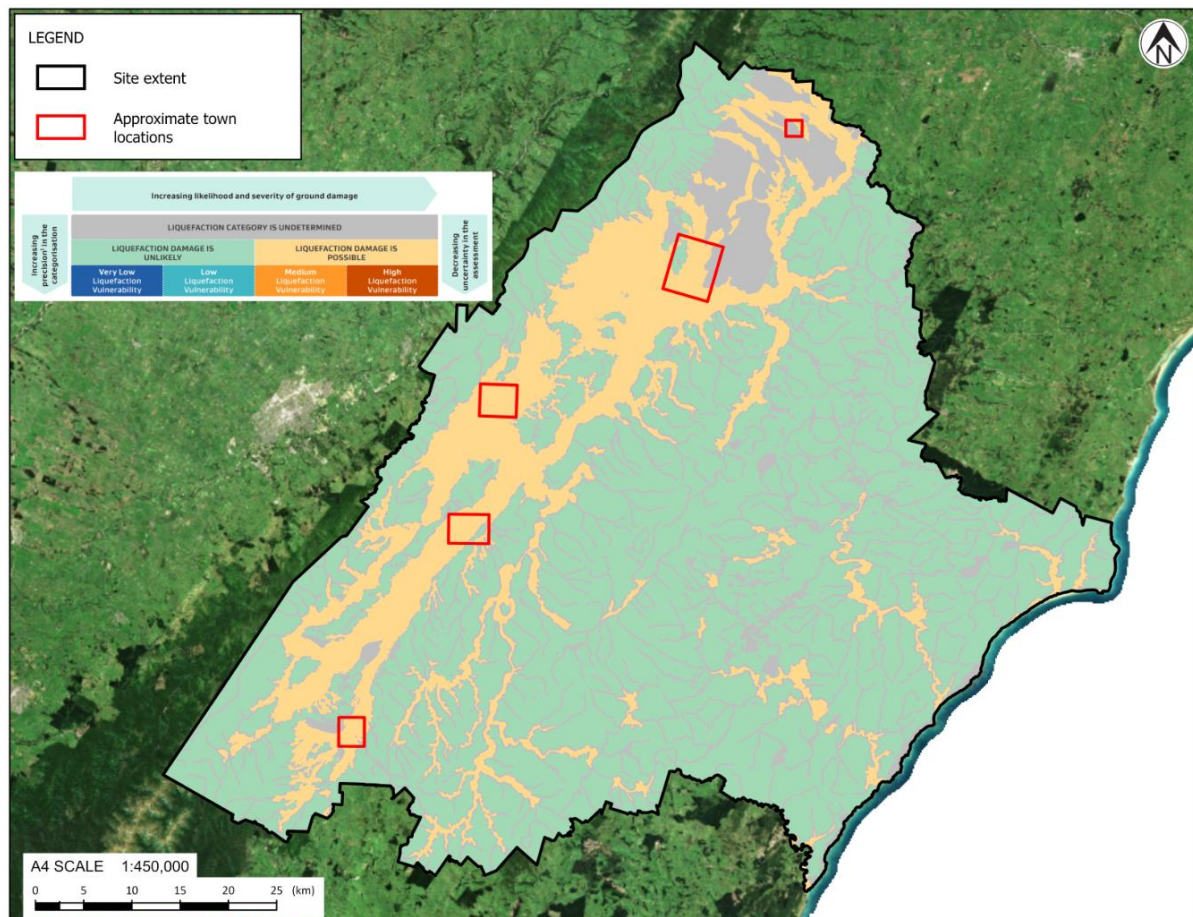 LEGEND
Site extent
Approximate town
locations
N
Increasing likelihood and severity of ground damage
Increasing
precision¹ in the
categorisation
LIQUEFACTION CATEGORY IS UNDETERMINED
LIQUEFACTION DAMAGE IS
UNLIKELY
LIQUEFACTION DAMAGE IS
POSSIBLE
Very Low
Liquefaction
Vulnerability
Low
Liquefaction
Vulnerability
Medium
Liquefaction
Vulnerability
High
Liquefaction
Vulnerability
Decreasing
uncertainty in the
assessment
A4 SCALE 1:450,000
0 5 10 15 20 25 (km)